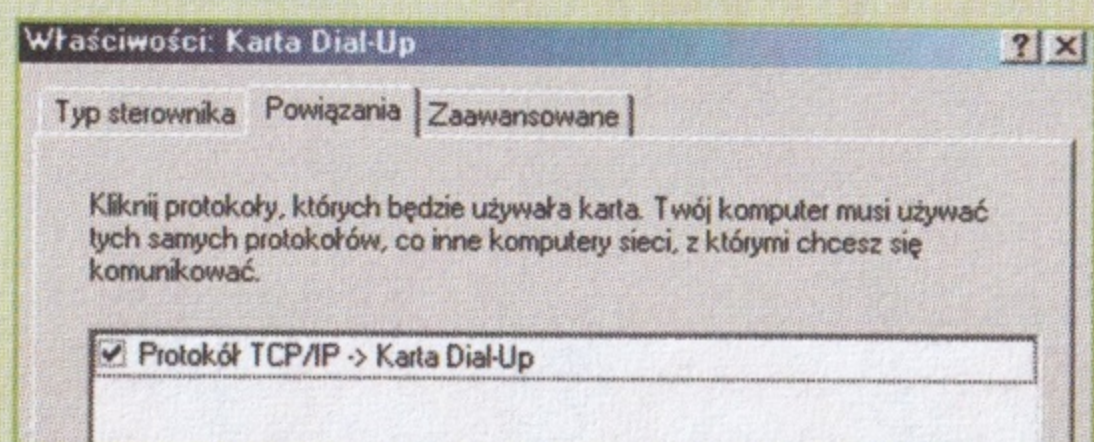 Właściwości: Karta Dial-Up
Typ sterownika Powiązania Zaawansowane
Kliknij protokoły, których będzie używała karta. Twój komputer musi używać
tych samych protokołów, co inne komputery sieci, z którymi chcesz się
komunikować.
Protokół TCP/IP -> Karta Dial-Up